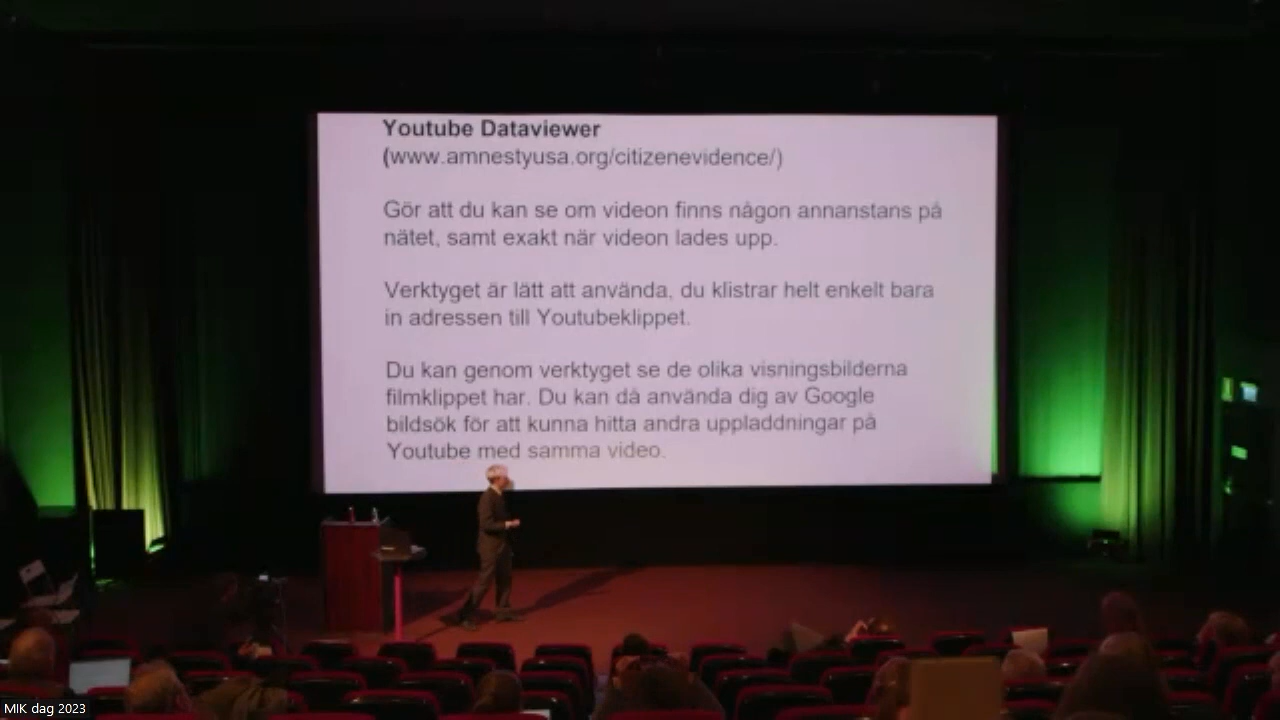 Youtube Dataviewer
(www.amnestyusa.org/citizenevidence/)
Gör att du kan se om videon finns någon annanstans på
nätet, samt exakt när videon lades upp.
Verktyget är lätt att använda, du klistrar helt enkelt bara
in adressen till Youtubeklippet.
Du kan genom verktyget se de olika visningsbilderna
filmklippet har. Du kan då använda dig av Google
bildsök för att kunna hitta andra uppladdningar på
Youtube med samma video.
MIK dag 2023